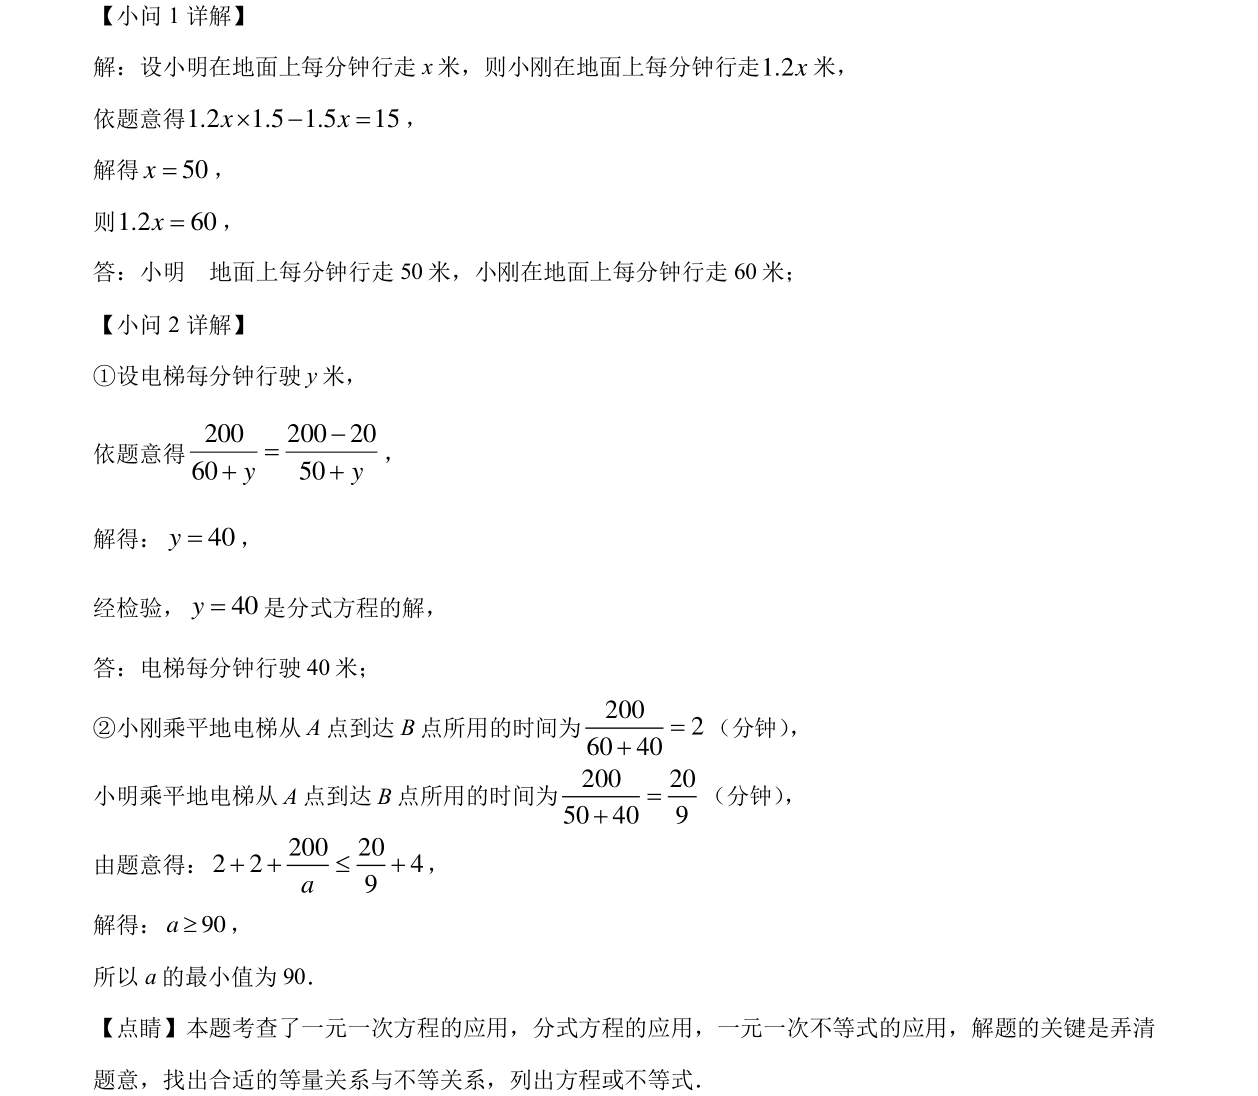 【小问 1 详解】
解：设小明在地面上每分钟行走 x 米，则小刚在地面上每分钟行走1.2x 米，
依题意得1.2x×1.5−1.5x=15，
解得 x=50，
则1.2x=60，
答：小明　地面上每分钟行走 50 米，小刚在地面上每分钟行走 60 米；
【小问 2 详解】
①设电梯每分钟行驶 y 米，
依题意得 200/(60+y) = (200−20)/(50+y)，
解得： y=40，
经检验， y=40 是分式方程的解，
答：电梯每分钟行驶 40 米；
②小刚乘平地电梯从 A 点到达 B 点所用的时间为 200/(60+40) = 2（分钟），
小明乘平地电梯从 A 点到达 B 点所用的时间为 200/(50+40) = 20/9（分钟），
由题意得： 2+2+200/a ≤ 20/9+4，
解得： a≥90，
所以 a 的最小值为 90．
【点睛】本题考查了一元一次方程的应用，分式方程的应用，一元一次不等式的应用，解题的关键是弄清
题意，找出合适的等量关系与不等关系，列出方程或不等式．